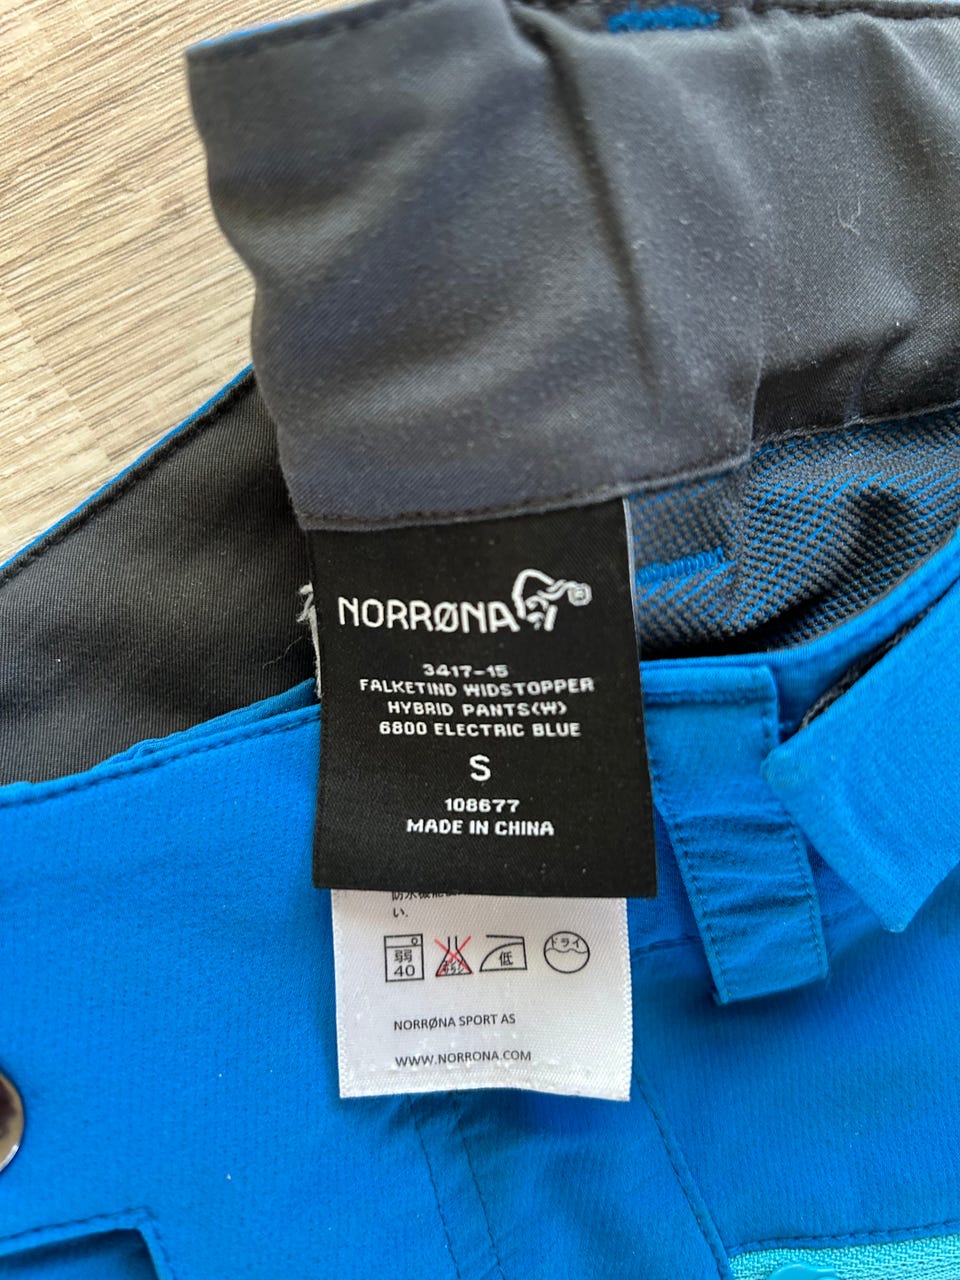 NORRØNA
3417-15
FALKETIND WIDSTOPPER
HYBRID PANTS(W)
6800 ELECTRIC BLUE
S
108677
MADE IN CHINA
い.
弱
40
低
ドライ
NORRØNA SPORT AS
WWW.NORRONA.COM